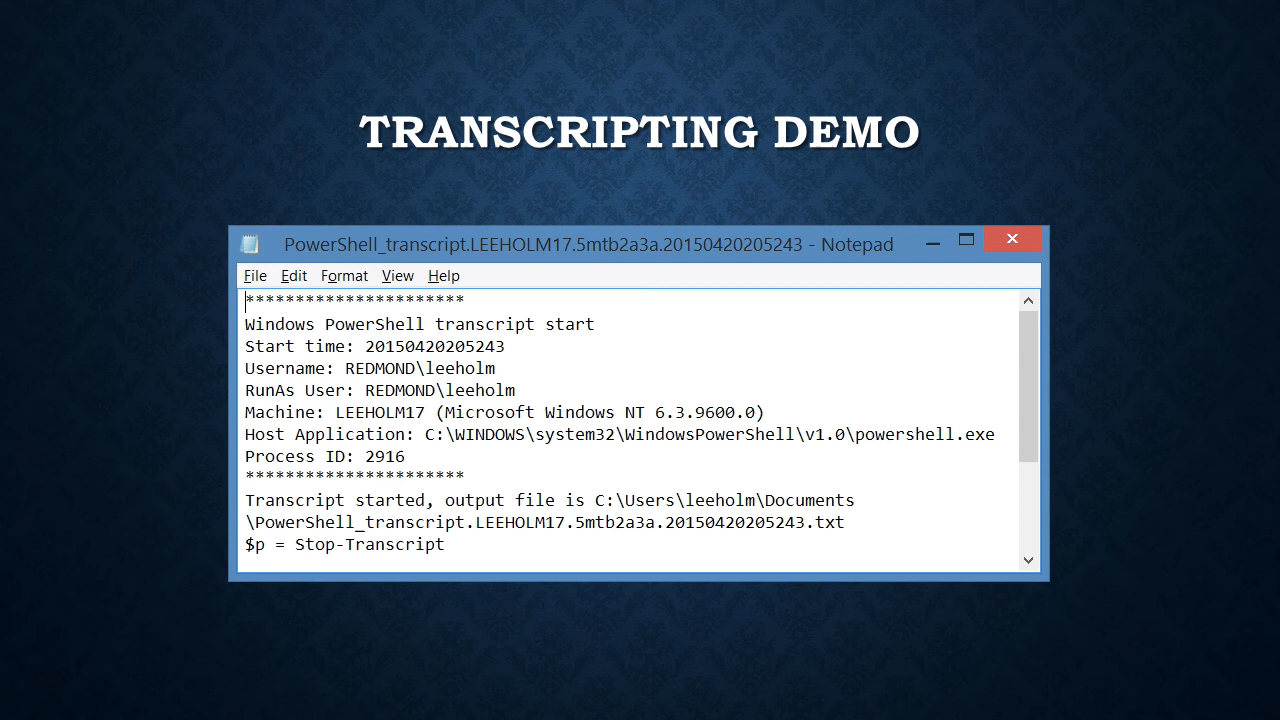 TRANSCRIPTING DEMO
PowerShell_transcript.LEEHOLM17.5mtb2a3a.20150420205243 - Notepad
File Edit Format View Help
**********************
Windows PowerShell transcript start
Start time: 20150420205243
Username: REDMOND\leeholm
RunAs User: REDMOND\leeholm
Machine: LEEHOLM17 (Microsoft Windows NT 6.3.9600.0)
Host Application: C:\WINDOWS\system32\WindowsPowerShell\v1.0\powershell.exe
Process ID: 2916
**********************
Transcript started, output file is C:\Users\leeholm\Documents
\PowerShell_transcript.LEEHOLM17.5mtb2a3a.20150420205243.txt
$p = Stop-Transcript